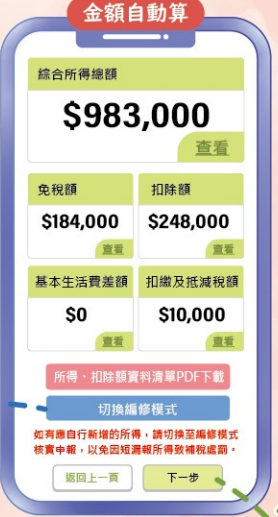 金額自動算
綜合所得總額
$983,000
查看
免稅額
扣除額
$184,000
$248,000
查看
查看
基本生活費差額
扣繳及抵減稅額
$0
$10,000
查看
查看
所得、扣除額資料清單PDF下載
切換編修模式
如有應自行新增的所得，請切換至編修模式
核實申報，以免因短漏報所得致補稅處罰。
返回上一頁
下一步